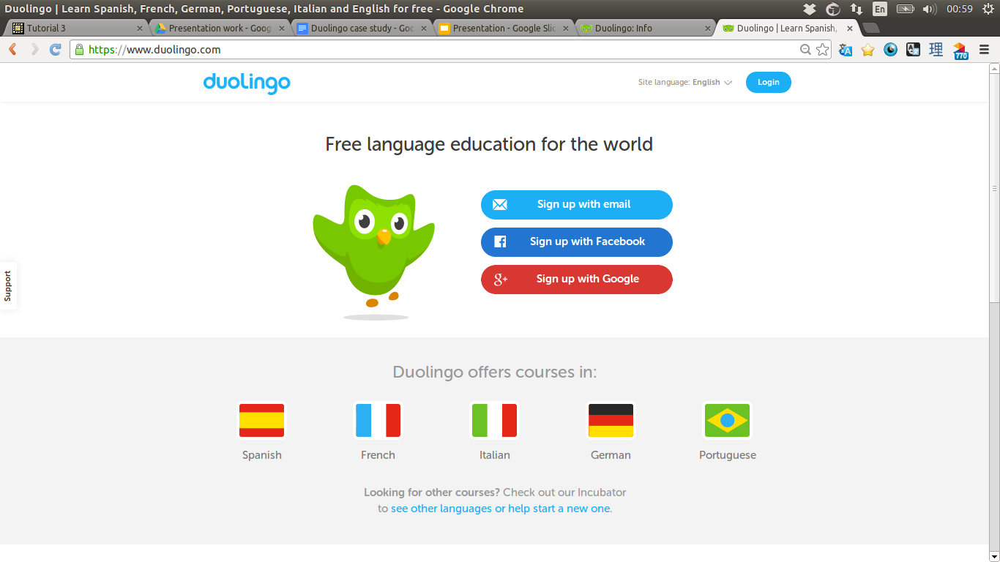 Duolingo | Learn Spanish, French, German, Portuguese, Italian and English for free - Google Chrome
En
00:59
Tutorial 3
Presentation work - Goog
Duolingo case study - Goo
Presentation - Google Slid
Duolingo: Info
Duolingo | Learn Spanish,
https://www.duolingo.com
理
770
duolingo
Site language: English
Login
Free language education for the world
Sign up with email
Sign up with Facebook
Sign up with Google
Support
Duolingo offers courses in:
Spanish
French
Italian
German
Portuguese
Looking for other courses? Check out our Incubator
to see other languages or help start a new one.